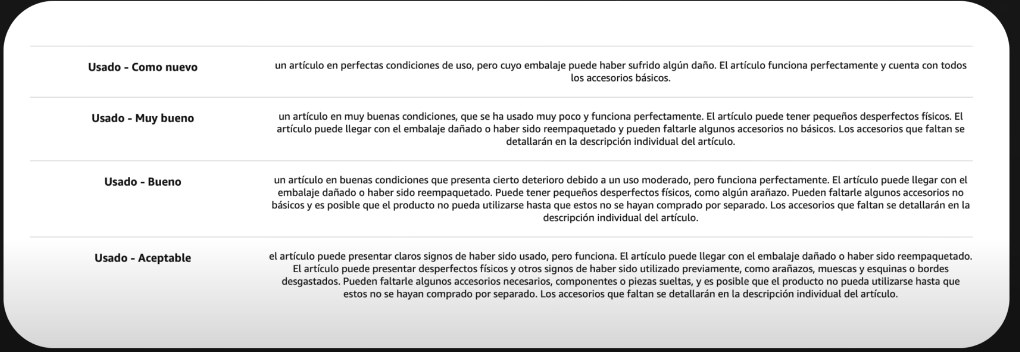 Usado - Como nuevo
un artículo en perfectas condiciones de uso, pero cuyo embalaje puede haber sufrido algún daño. El artículo funciona perfectamente y cuenta con todos
los accesorios básicos.
Usado - Muy bueno
un artículo en muy buenas condiciones, que se ha usado muy poco y funciona perfectamente. El artículo puede tener pequeños desperfectos físicos. El
artículo puede llegar con el embalaje dañado o haber sido reempaquetado y pueden faltarle algunos accesorios no básicos. Los accesorios que faltan se
detallarán en la descripción individual del artículo.
Usado - Bueno
un artículo en buenas condiciones que presenta cierto deterioro debido a un uso moderado, pero funciona perfectamente. El artículo puede llegar con el
embalaje dañado o haber sido reempaquetado. Puede tener pequeños desperfectos físicos, como algún arañazo. Pueden faltarle algunos accesorios no
básicos y es posible que el producto no pueda utilizarse hasta que estos no se hayan comprado por separado. Los accesorios que faltan se detallarán en la
descripción individual del artículo.
Usado - Aceptable
el artículo puede presentar claros signos de haber sido usado, pero funciona. El artículo puede llegar con el embalaje dañado o haber sido reempaquetado.
El artículo puede presentar desperfectos físicos y otros signos de haber sido utilizado previamente, como arañazos, muescas y esquinas o bordes
desgastados. Pueden faltarle algunos accesorios necesarios, componentes o piezas sueltas, y es posible que el producto no pueda utilizarse hasta que
estos no se hayan comprado por separado. Los accesorios que faltan se detallarán en la descripción individual del artículo.